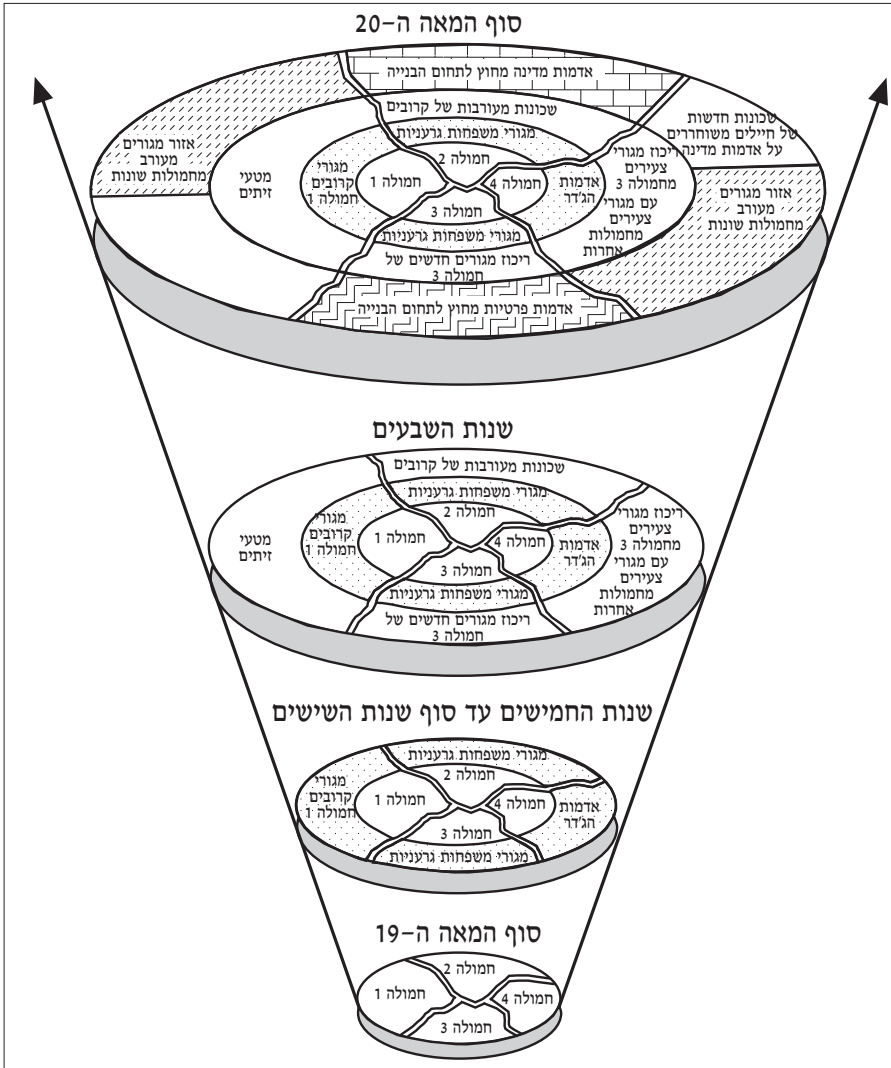 סוף המאה ה-20
אדמות מדינה מחוץ לתחום הבנייה
שכונות חדשות
של חיילים משוחררים
על אדמות מדינה
אזור מגורים
מעורב
מחמולות שונות
שכונות מעורבות של קרובים
מגורי משפחות גרעניות
חמולה 2
ריכוז מגורי
צעירים
מחמולה 3
עם מגורי
צעירים
מחמולות
אחרות
אדמות
הג'דר
חמולה 4
חמולה 1
מגורי
קרובים
חמולה 1
מטעי
זיתים
אזור מגורים
מעורב
מחמולות שונות
חמולה 3
מגורי משפחות גרעניות
ריכוז מגורים חדשים של
חמולה 3
אדמות פרטיות מחוץ לתחום הבנייה
שנות השבעים
שכונות מעורבות של קרובים
מגורי משפחות גרעניות
חמולה 2
ריכוז מגורי
צעירים
מחמולה 3
עם מגורי
צעירים
מחמולות
אחרות
אדמות
הג'דר
חמולה 4
חמולה 1
מגורי
קרובים
חמולה 1
מטעי
זיתים
חמולה 3
מגורי משפחות גרעניות
ריכוז מגורים חדשים של
חמולה 3
שנות החמישים עד סוף שנות השישים
מגורי משפחות גרעניות
חמולה 2
אדמות
הג'דר
חמולה 4
חמולה 1
מגורי
קרובים
חמולה 1
חמולה 3
מגורי משפחות גרעניות
סוף המאה ה-19
חמולה 2
חמולה 4
חמולה 1
חמולה 3